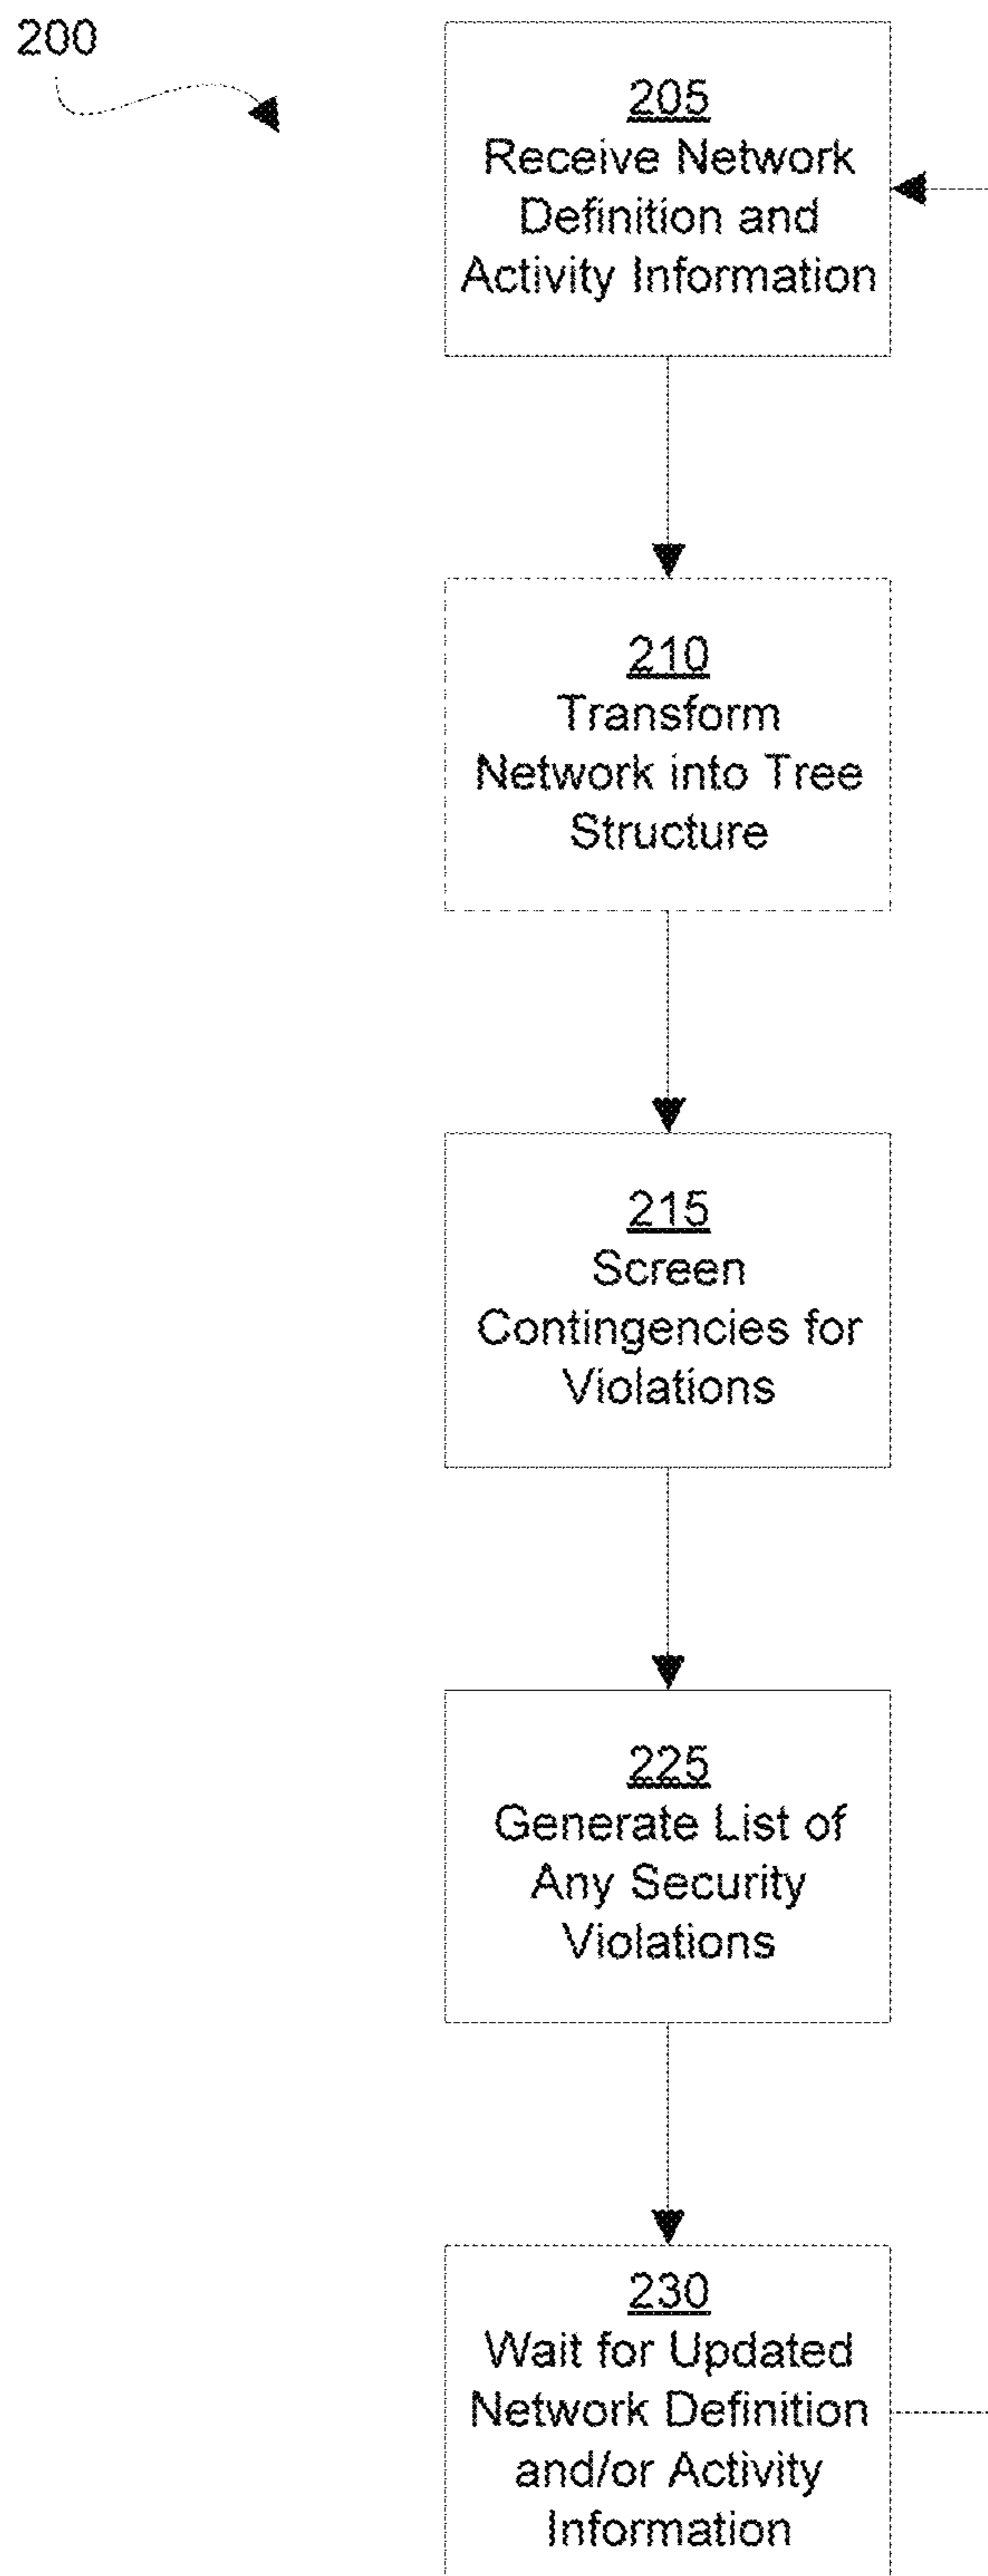 200
205
Receive Network
Definition and
Activity Information
210
Transform
Network into Tree
Structure
215
Screen
Contingencies for
Violations
225
Generate List of
Any Security
Violations
230
Wait for Updated
Network Definition
and/or Activity
Information